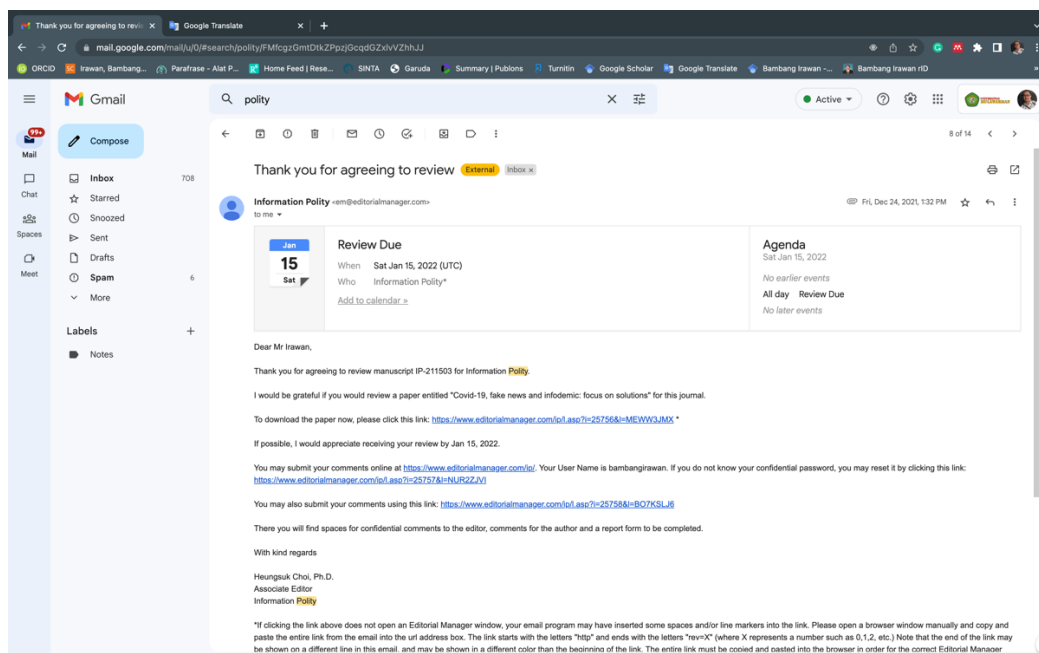 Thank you for agreeing to revie
Google Translate
mail.google.com/mail/u/0/#search/polity/FMfcgzGmtDtkZPpzjGcqdGZxlvVZhhJJ
ORCID
Irawan, Bambang...
Parafrase - Alat P...
Home Feed | Rese...
SINTA
Garuda
Summary | Publons
Turnitin
Google Scholar
Google Translate
Bambang Irawan -...
Bambang Irawan rID
Gmail
polity
Active
99+
Mail
Chat
Spaces
Meet
Compose
Inbox 708
Starred
Snoozed
Sent
Drafts
Spam 6
More
Labels
Notes
8 of 14
Thank you for agreeing to review External Inbox x
Information Polity <em@editorialmanager.com> Fri, Dec 24, 2021, 1:32 PM
to me
Jan
15
Sat
Review Due
When Sat Jan 15, 2022 (UTC)
Who Information Polity*
Add to calendar »
Agenda
Sat Jan 15, 2022
No earlier events
All day Review Due
No later events
Dear Mr Irawan,
Thank you for agreeing to review manuscript IP-211503 for Information Polity.
I would be grateful if you would review a paper entitled "Covid-19, fake news and infodemic: focus on solutions" for this journal.
To download the paper now, please click this link: https://www.editorialmanager.com/ip/l.asp?i=25756&l=MEWW3JMX *
If possible, I would appreciate receiving your review by Jan 15, 2022.
You may submit your comments online at https://www.editorialmanager.com/ip/. Your User Name is bambangirawan. If you do not know your confidential password, you may reset it by clicking this link:
https://www.editorialmanager.com/ip/l.asp?i=25757&l=NUR2ZJVI
You may also submit your comments using this link: https://www.editorialmanager.com/ip/l.asp?i=25758&l=BO7KSLJ6
There you will find spaces for confidential comments to the editor, comments for the author and a report form to be completed.
With kind regards
Heungsuk Choi, Ph.D.
Associate Editor
Information Polity
*If clicking the link above does not open an Editorial Manager window, your email program may have inserted some spaces and/or line markers into the link. Please open a browser window manually and copy and
paste the entire link from the email into the url address box. The link starts with the letters "http" and ends with the letters "rev=X" (where X represents a number such as 0,1,2, etc.) Note that the end of the link may
be shown on a different line in this email, and may be shown in a different color than the beginning of the link. The entire link must be copied and pasted into the browser in order for the correct Editorial Manager